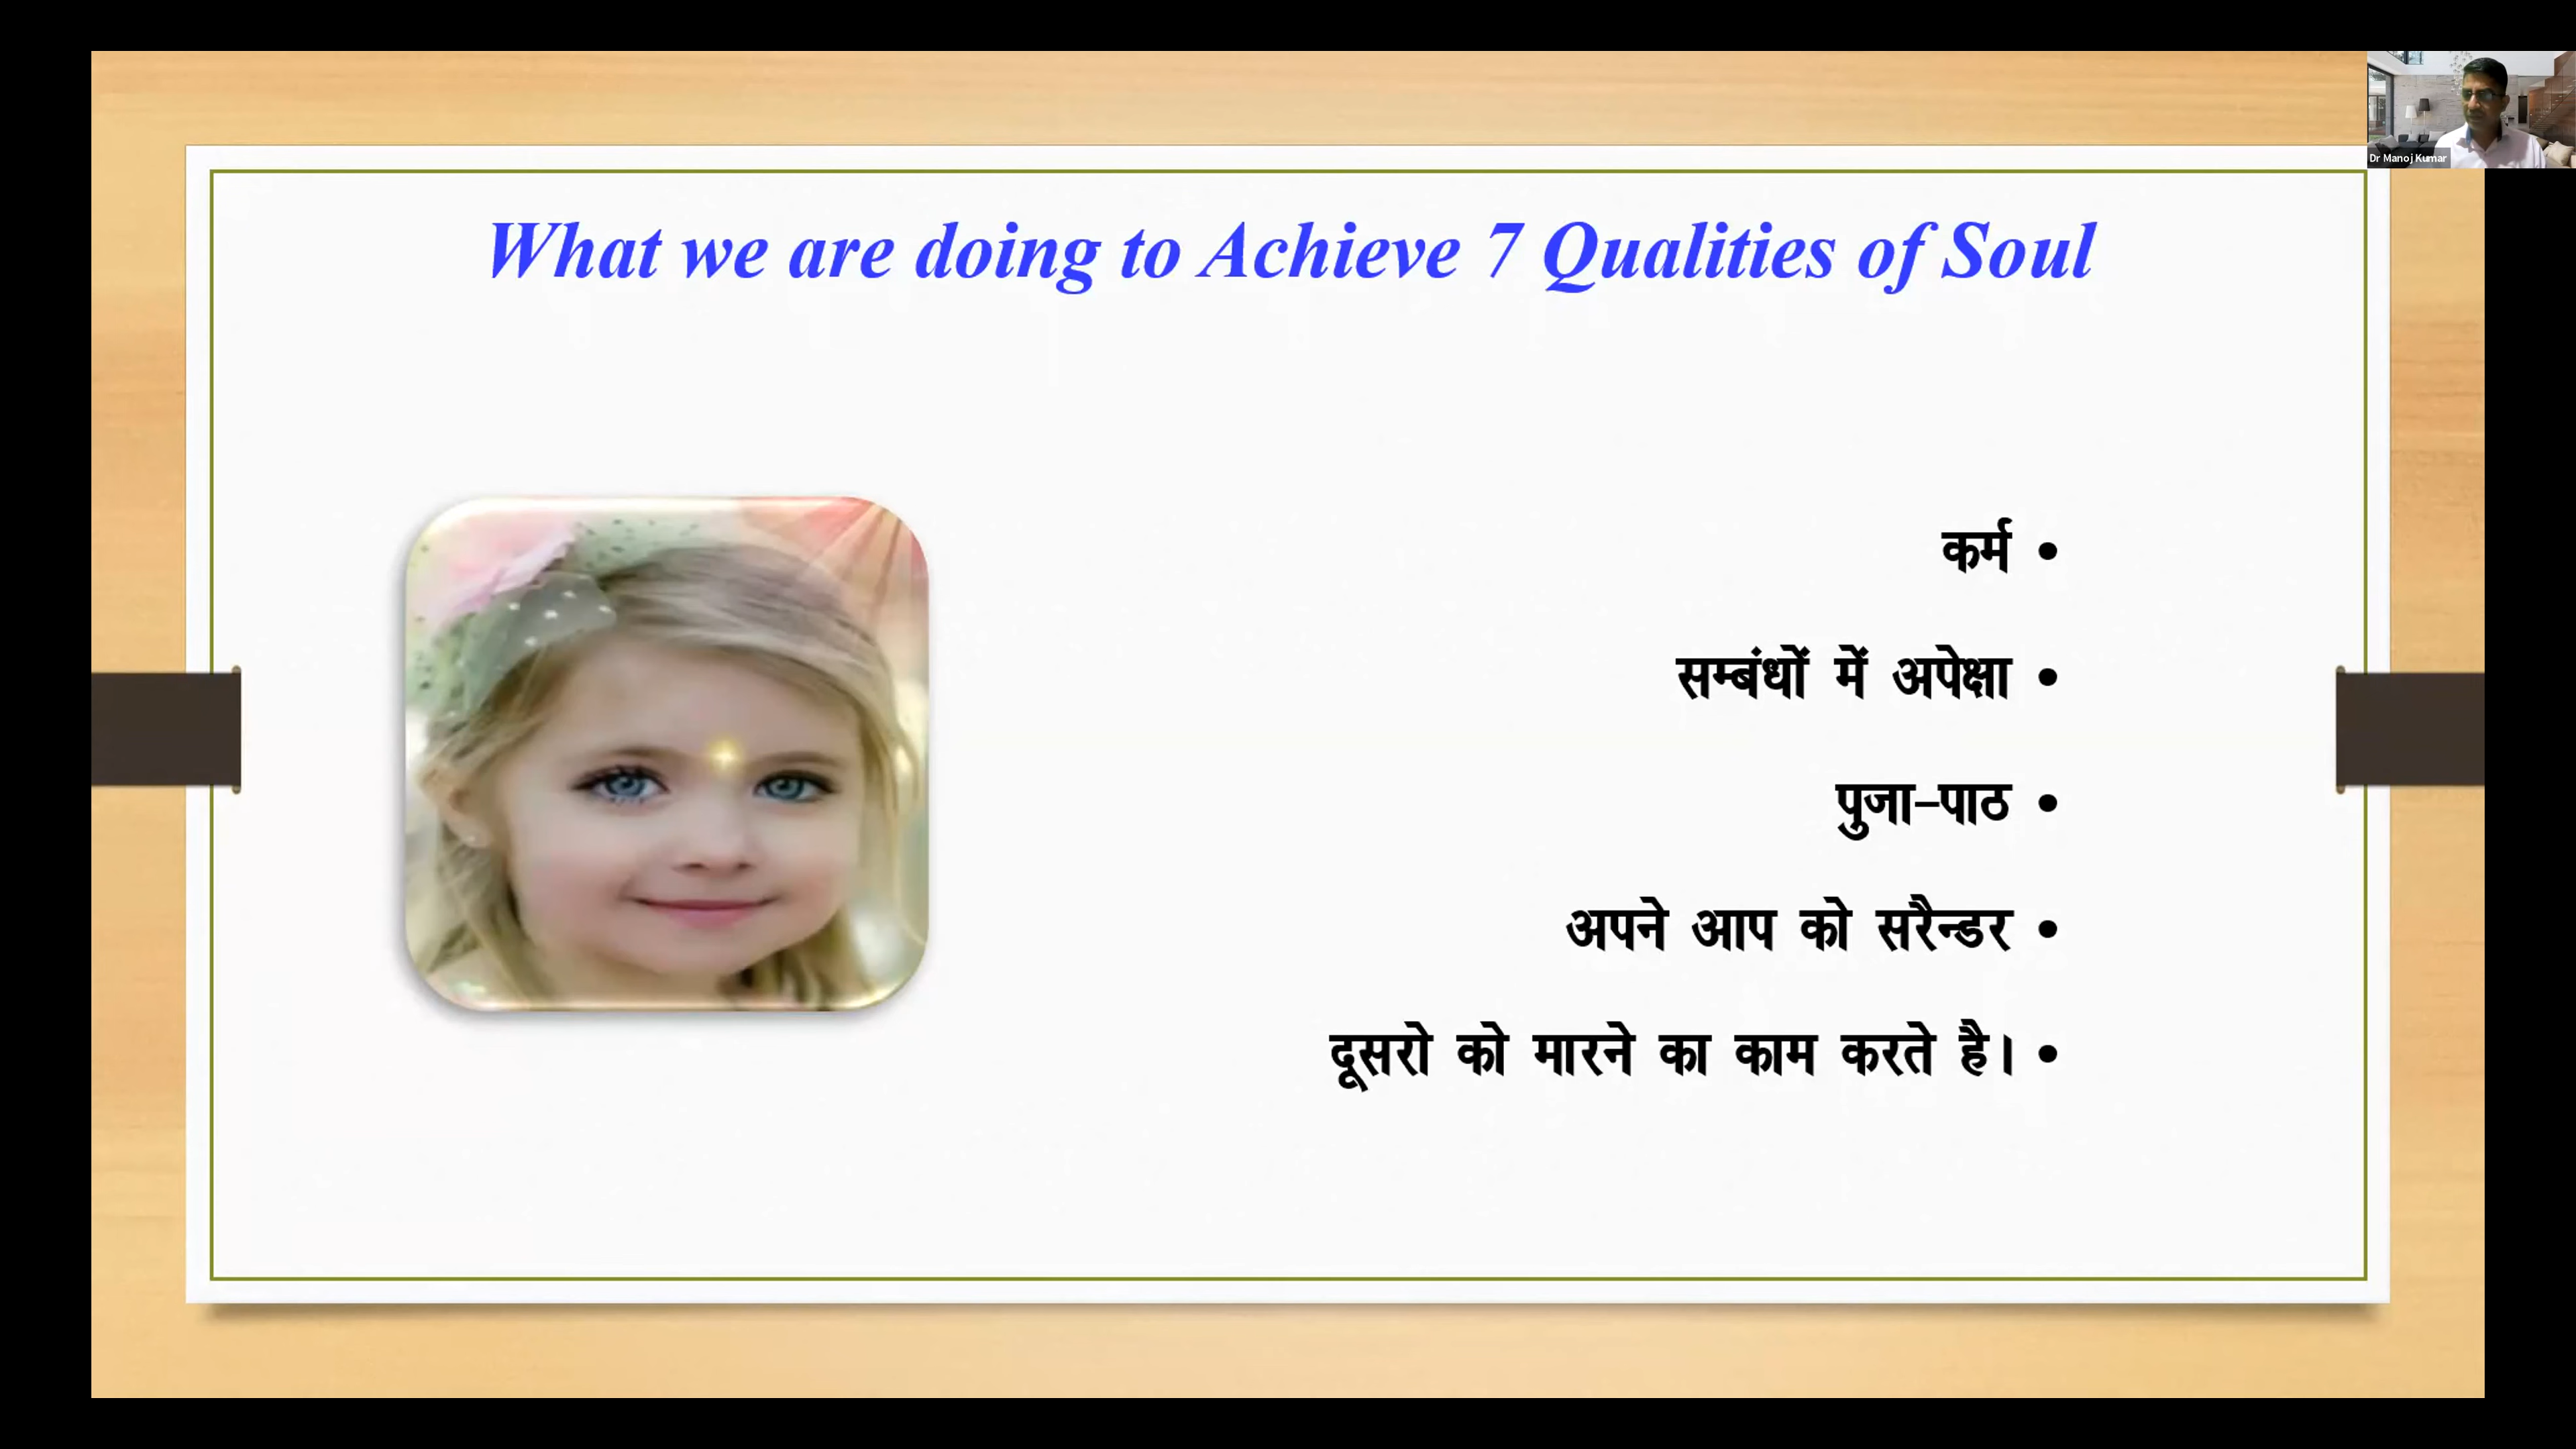 Dr Manoj Kumar
What we are doing to Achieve 7 Qualities of Soul
कर्म •
सम्बंधों में अपेक्षा •
पुजा–पाठ •
अपने आप को सरैन्डर •
दूसरो को मारने का काम करते है। •